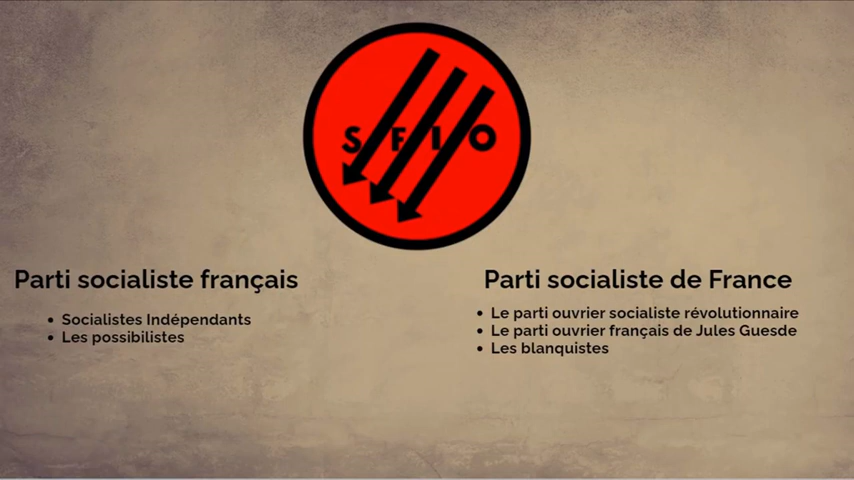 SFIO
Parti socialiste français
Socialistes Indépendants
Les possibilistes
Parti socialiste de France
Le parti ouvrier socialiste révolutionnaire
Le parti ouvrier français de Jules Guesde
Les blanquistes